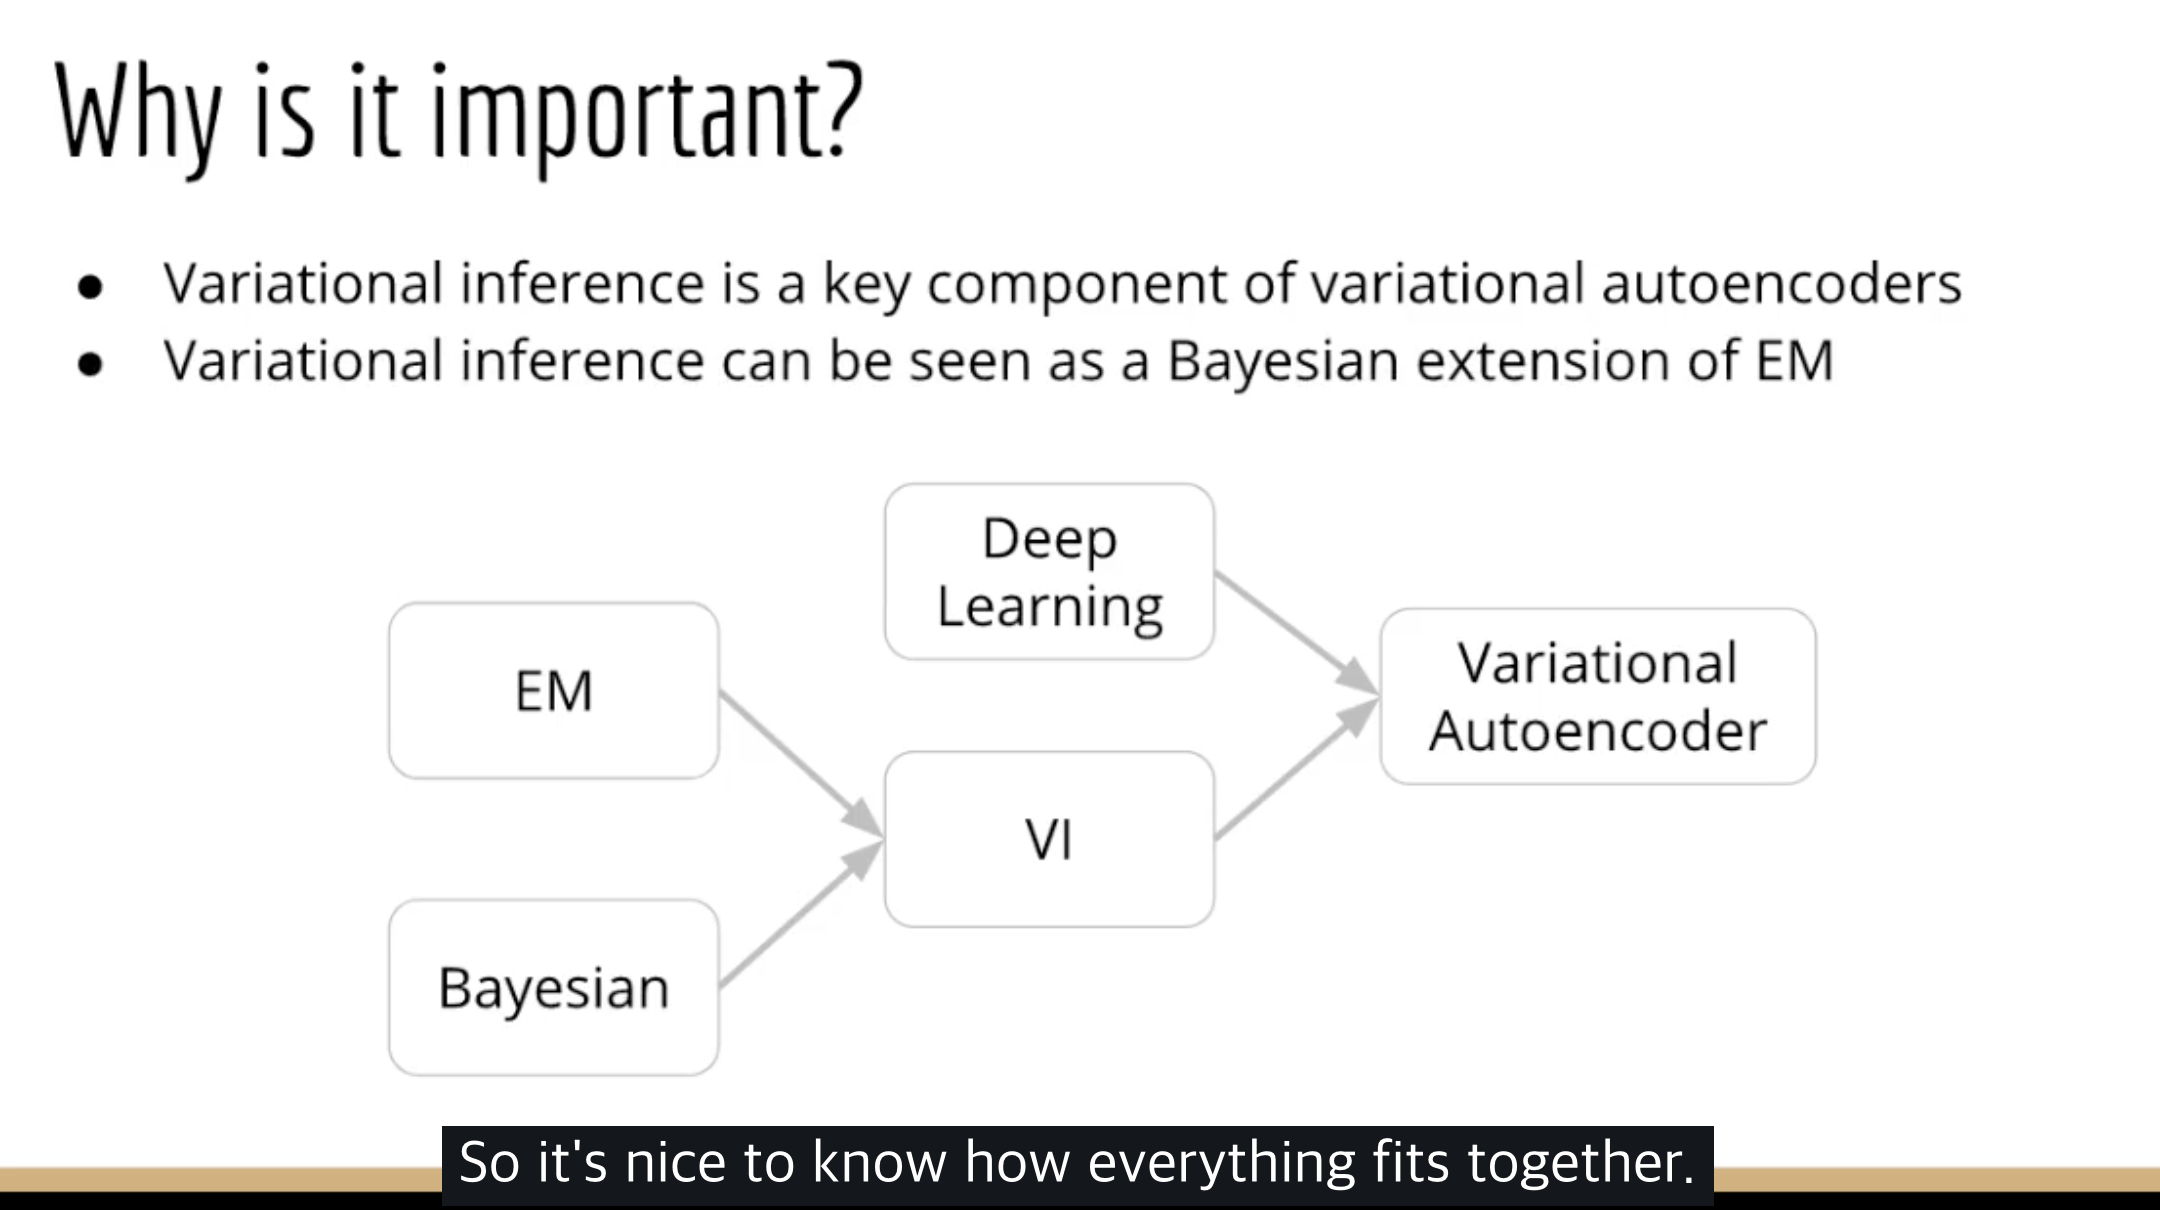 Why is it important?
● Variational inference is a key component of variational autoencoders
● Variational inference can be seen as a Bayesian extension of EM
Deep
Learning
EM
Variational
Autoencoder
VI
Bayesian
So it's nice to know how everything fits together.